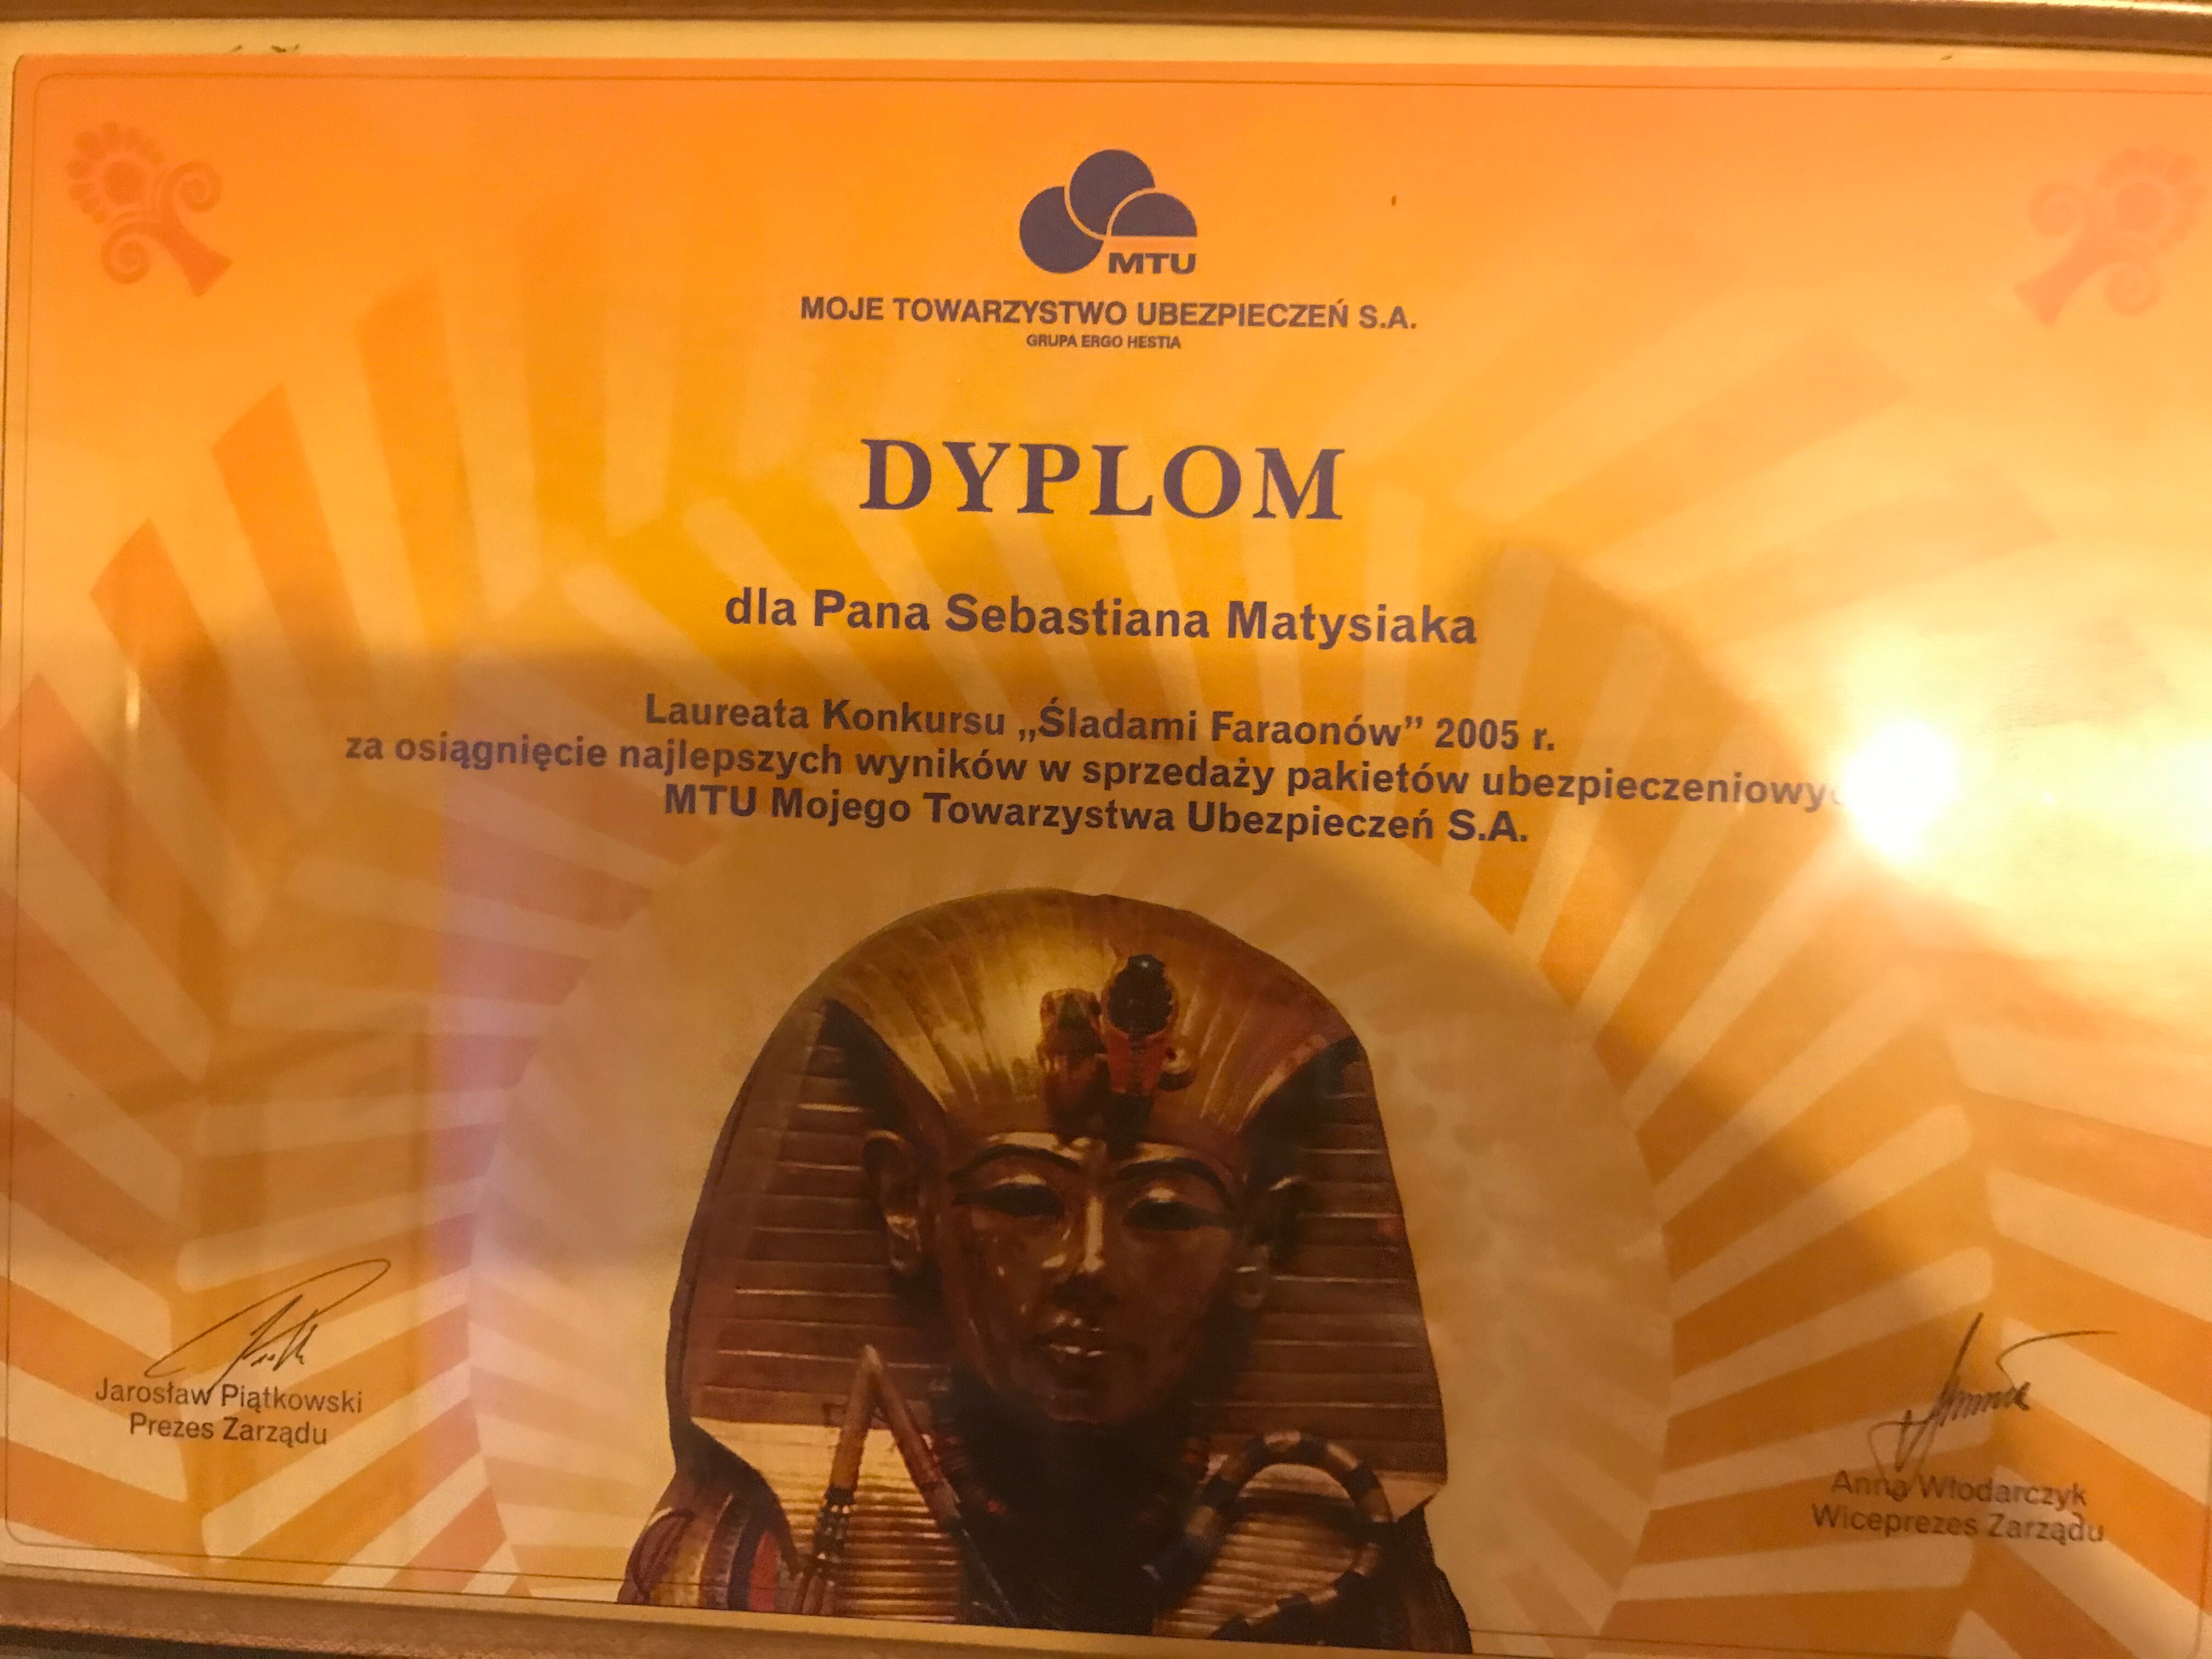 MTU
MOJE TOWARZYSTWO UBEZPIECZEŃ S.A.
GRUPA ERGO HESTIA
DYPLOM
dla Pana Sebastiana Matysiaka
Laureata Konkursu „Śladami Faraonów” 2005 r.
za osiągnięcie najlepszych wyników w sprzedaży pakietów
MTU Mojego Towarzystwa Ubezpieczeń S.A.
Jarosław Piątkowski
Prezes Zarządu
Anna Włodarczyk
Wiceprezes Zarządu